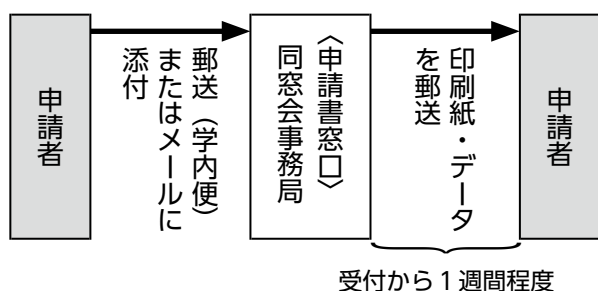 申請者
郵送（学内便）
またはメールに
添付
〈申請書窓口〉
同窓会事務局
印刷紙・データ
を郵送
申請者
受付から１週間程度